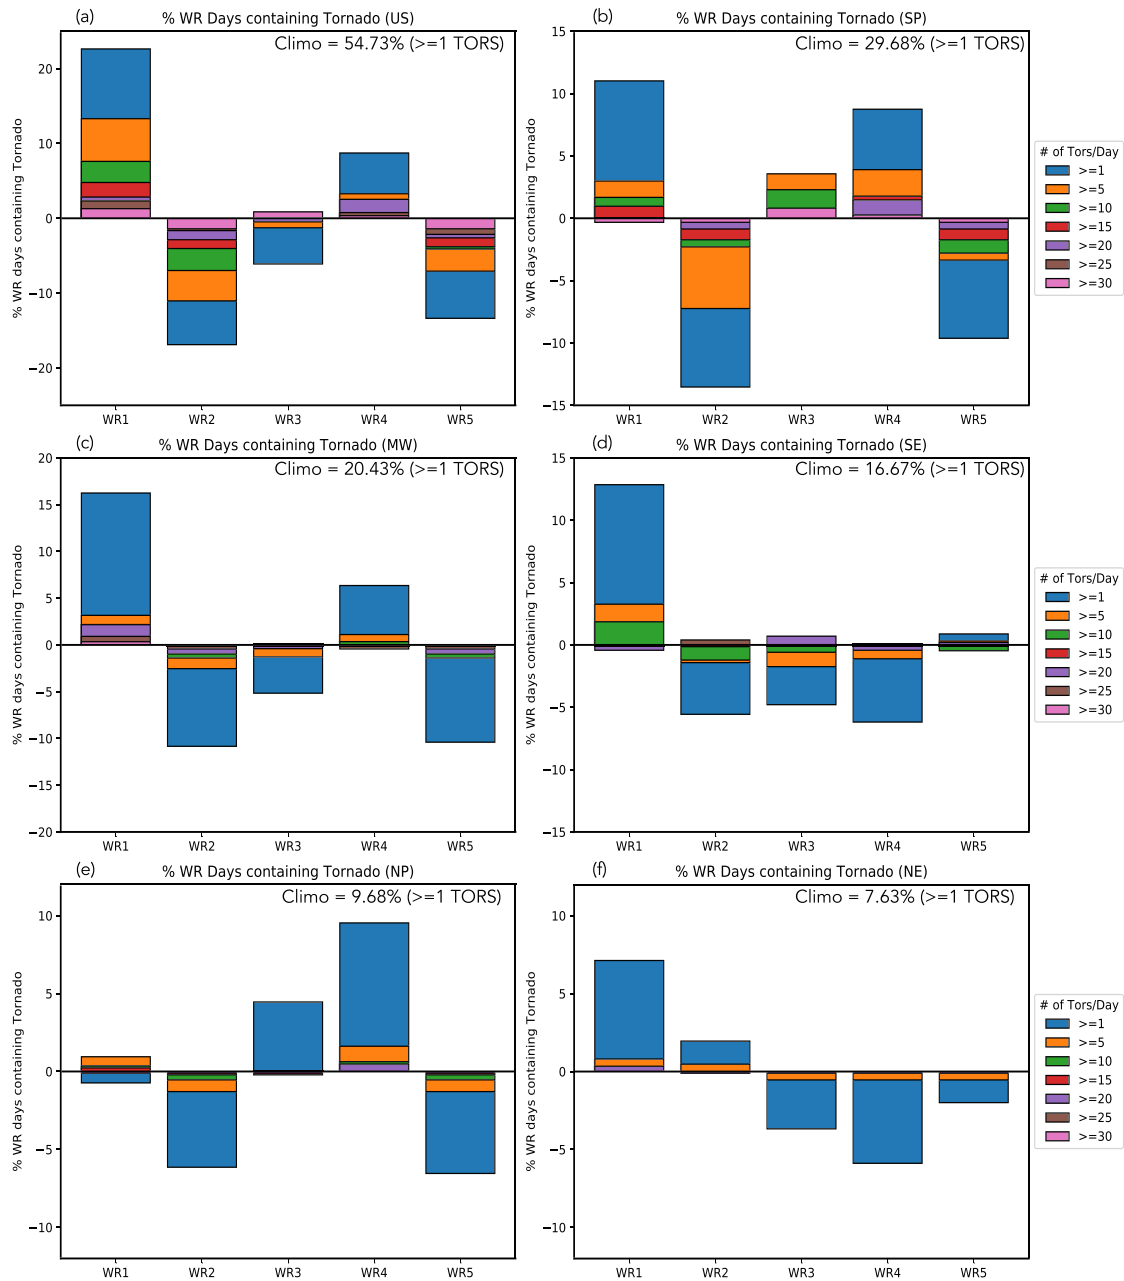 (a)
% WR Days containing Tornado (US)
Climo = 54.73% (>=1 TORS)
% WR days containing Tornado
20
10
0
−10
−20
WR1 WR2 WR3 WR4 WR5
(b)
% WR Days containing Tornado (SP)
Climo = 29.68% (>=1 TORS)
% WR days containing Tornado
15
10
5
0
−5
−10
−15
WR1 WR2 WR3 WR4 WR5
# of Tors/Day
>=1
>=5
>=10
>=15
>=20
>=25
>=30
(c)
% WR Days containing Tornado (MW)
Climo = 20.43% (>=1 TORS)
% WR days containing Tornado
20
15
10
5
0
−5
−10
−15
−20
WR1 WR2 WR3 WR4 WR5
(d)
% WR Days containing Tornado (SE)
Climo = 16.67% (>=1 TORS)
% WR days containing Tornado
15
10
5
0
−5
−10
−15
WR1 WR2 WR3 WR4 WR5
# of Tors/Day
>=1
>=5
>=10
>=15
>=20
>=25
>=30
(e)
% WR Days containing Tornado (NP)
Climo = 9.68% (>=1 TORS)
% WR days containing Tornado
10
5
0
−5
−10
WR1 WR2 WR3 WR4 WR5
(f)
% WR Days containing Tornado (NE)
Climo = 7.63% (>=1 TORS)
% WR days containing Tornado
10
5
0
−5
−10
WR1 WR2 WR3 WR4 WR5
# of Tors/Day
>=1
>=5
>=10
>=15
>=20
>=25
>=30